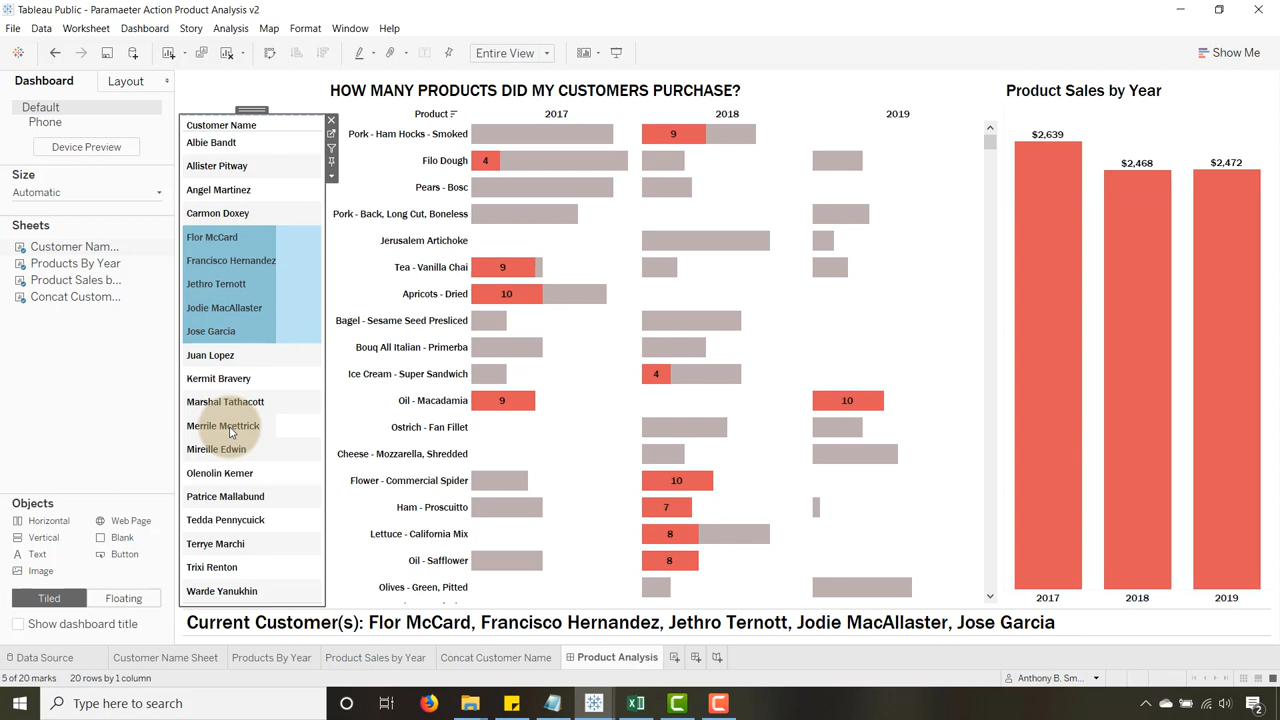 Tableau Public - Paramaeter Action Product Analysis v2
File Data Worksheet Dashboard Story Analysis Map Format Window Help
Entire View
Show Me
Dashboard Layout
Default
Phone
Device Preview
Size
Automatic
Sheets
Customer Nam...
Products By Year
Product Sales b...
Concat Custom...
Objects
Horizontal Web Page
Vertical Blank
Text Button
Image
Tiled Floating
Show dashboard title
Customer Name
Albie Bandt
Allister Pitway
Angel Martinez
Carmon Doxey
Flor McCard
Francisco Hernandez
Jethro Ternott
Jodie MacAllaster
Jose Garcia
Juan Lopez
Kermit Bravery
Marshal Tathacott
Merrile Mcettrick
Mireille Edwin
Olenolin Kemer
Patrice Mallabund
Tedda Pennycuick
Terrye Marchi
Trixi Renton
Warde Yanukhin
HOW MANY PRODUCTS DID MY CUSTOMERS PURCHASE?
Product 2017 2018 2019
Pork - Ham Hocks - Smoked 9
Filo Dough 4
Pears - Bosc
Pork - Back, Long Cut, Boneless
Jerusalem Artichoke
Tea - Vanilla Chai 9
Apricots - Dried 10
Bagel - Sesame Seed Presliced
Bouq All Italian - Primerba
Ice Cream - Super Sandwich 4
Oil - Macadamia 9 10
Ostrich - Fan Fillet
Cheese - Mozzarella, Shredded
Flower - Commercial Spider 10
Ham - Proscuitto 7
Lettuce - California Mix 8
Oil - Safflower 8
Olives - Green, Pitted
Product Sales by Year
$2,639 $2,468 $2,472
2017 2018 2019
Current Customer(s): Flor McCard, Francisco Hernandez, Jethro Ternott, Jodie MacAllaster, Jose Garcia
Data Source Customer Name Sheet Products By Year Product Sales by Year Concat Customer Name Product Analysis
5 of 20 marks 20 rows by 1 column Anthony B. Sm...
Type here to search
2